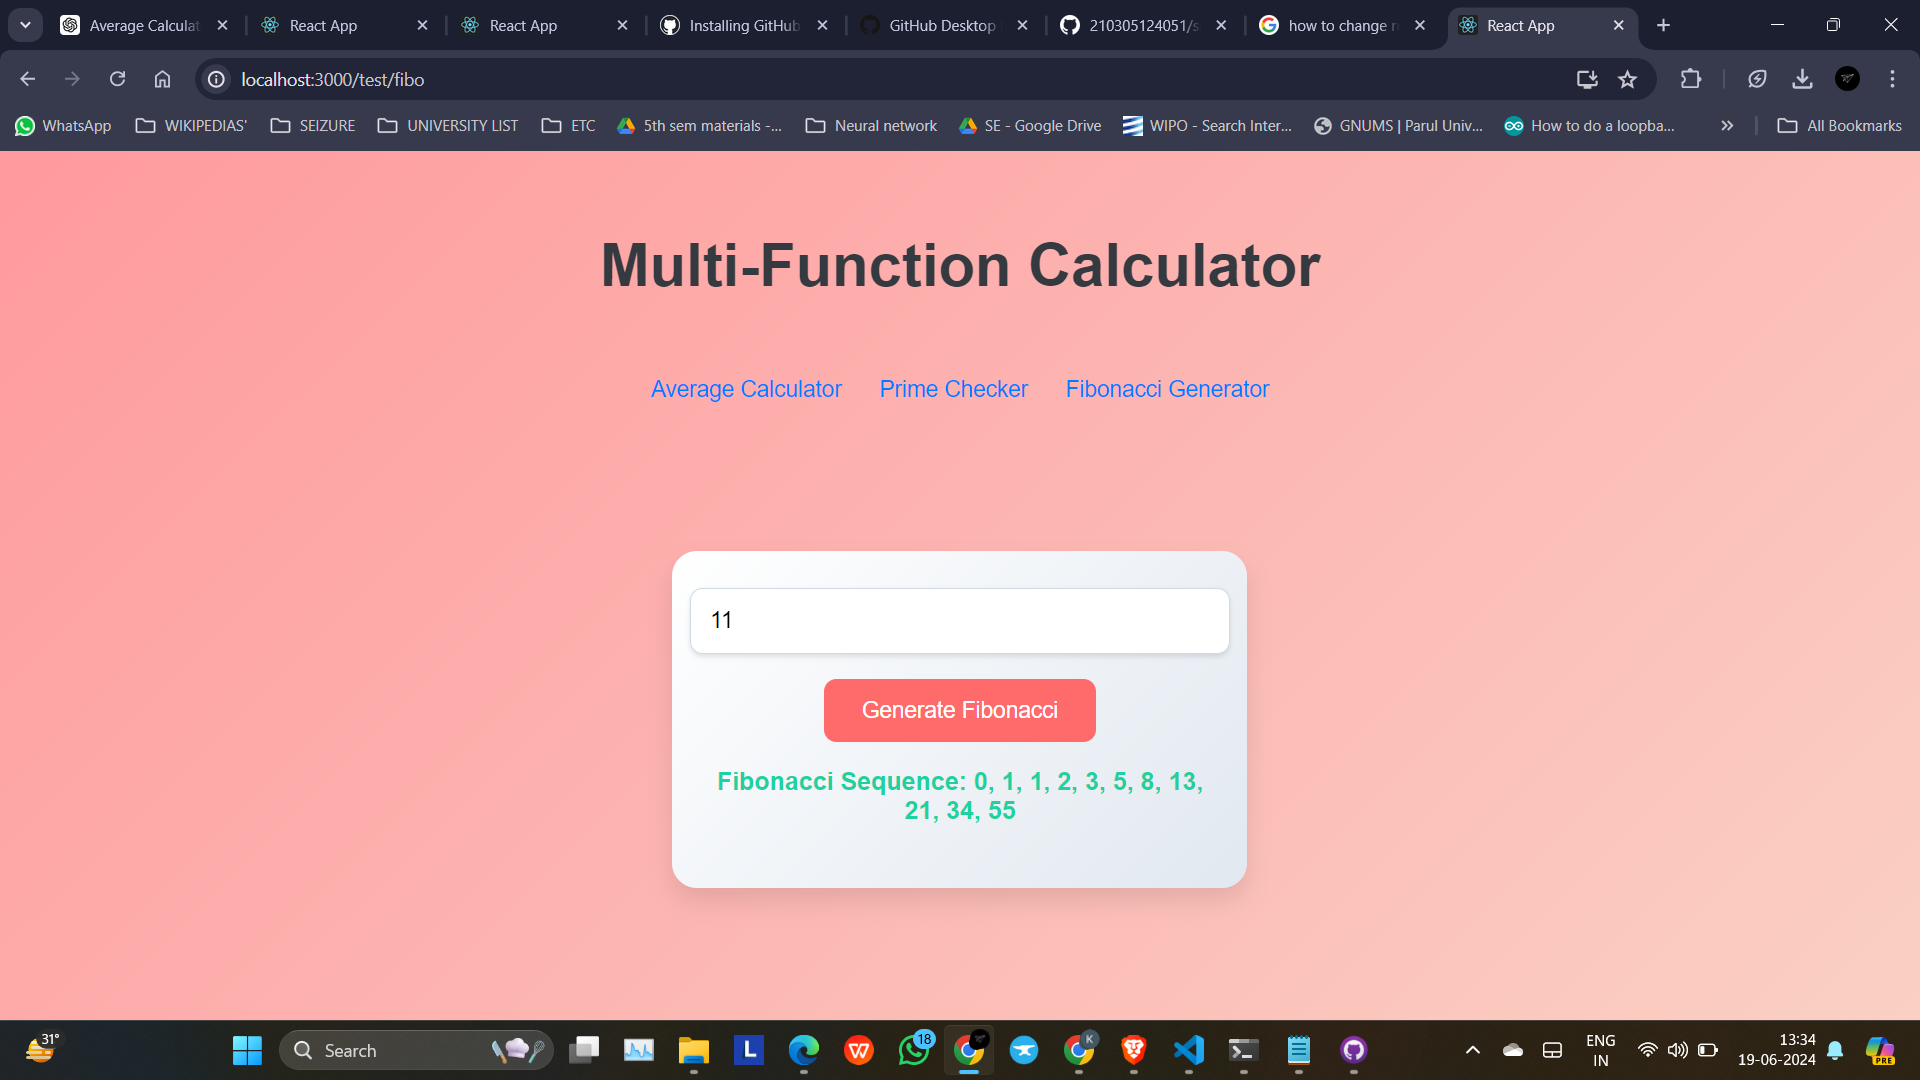 Average Calculat
React App
React App
Installing GitHub
GitHub Desktop
210305124051/s
how to change r
React App
localhost:3000/test/fibo
WhatsApp
WIKIPEDIAS'
SEIZURE
UNIVERSITY LIST
ETC
5th sem materials -...
Neural network
SE - Google Drive
WIPO - Search Inter...
GNUMS | Parul Univ...
How to do a loopba...
All Bookmarks
Multi-Function Calculator
Average Calculator
Prime Checker
Fibonacci Generator
11
Generate Fibonacci
Fibonacci Sequence: 0, 1, 1, 2, 3, 5, 8, 13,
21, 34, 55
31°
Search
L
W
18
K
ENG
IN
13:34
19-06-2024
PRE